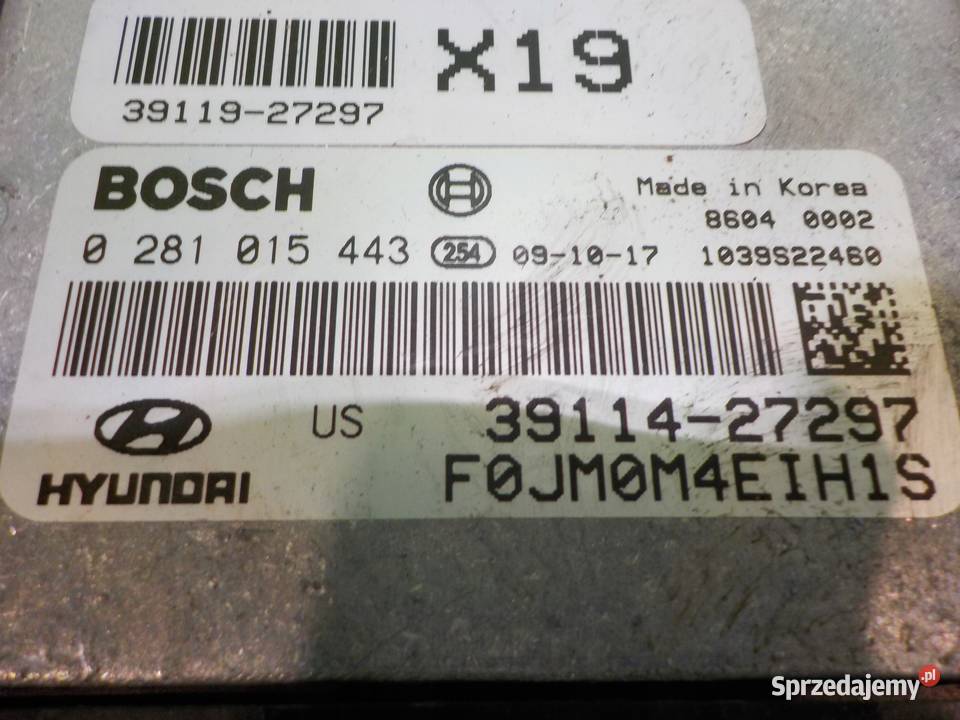 X19
39119-27297
BOSCH
Made in Korea
8604 0002
0 281 015 443 254 09-10-17 1039S22460
US 39114-27297
HYUNDAI F0JM0M4EIH1S
Sprzedajemy.pl